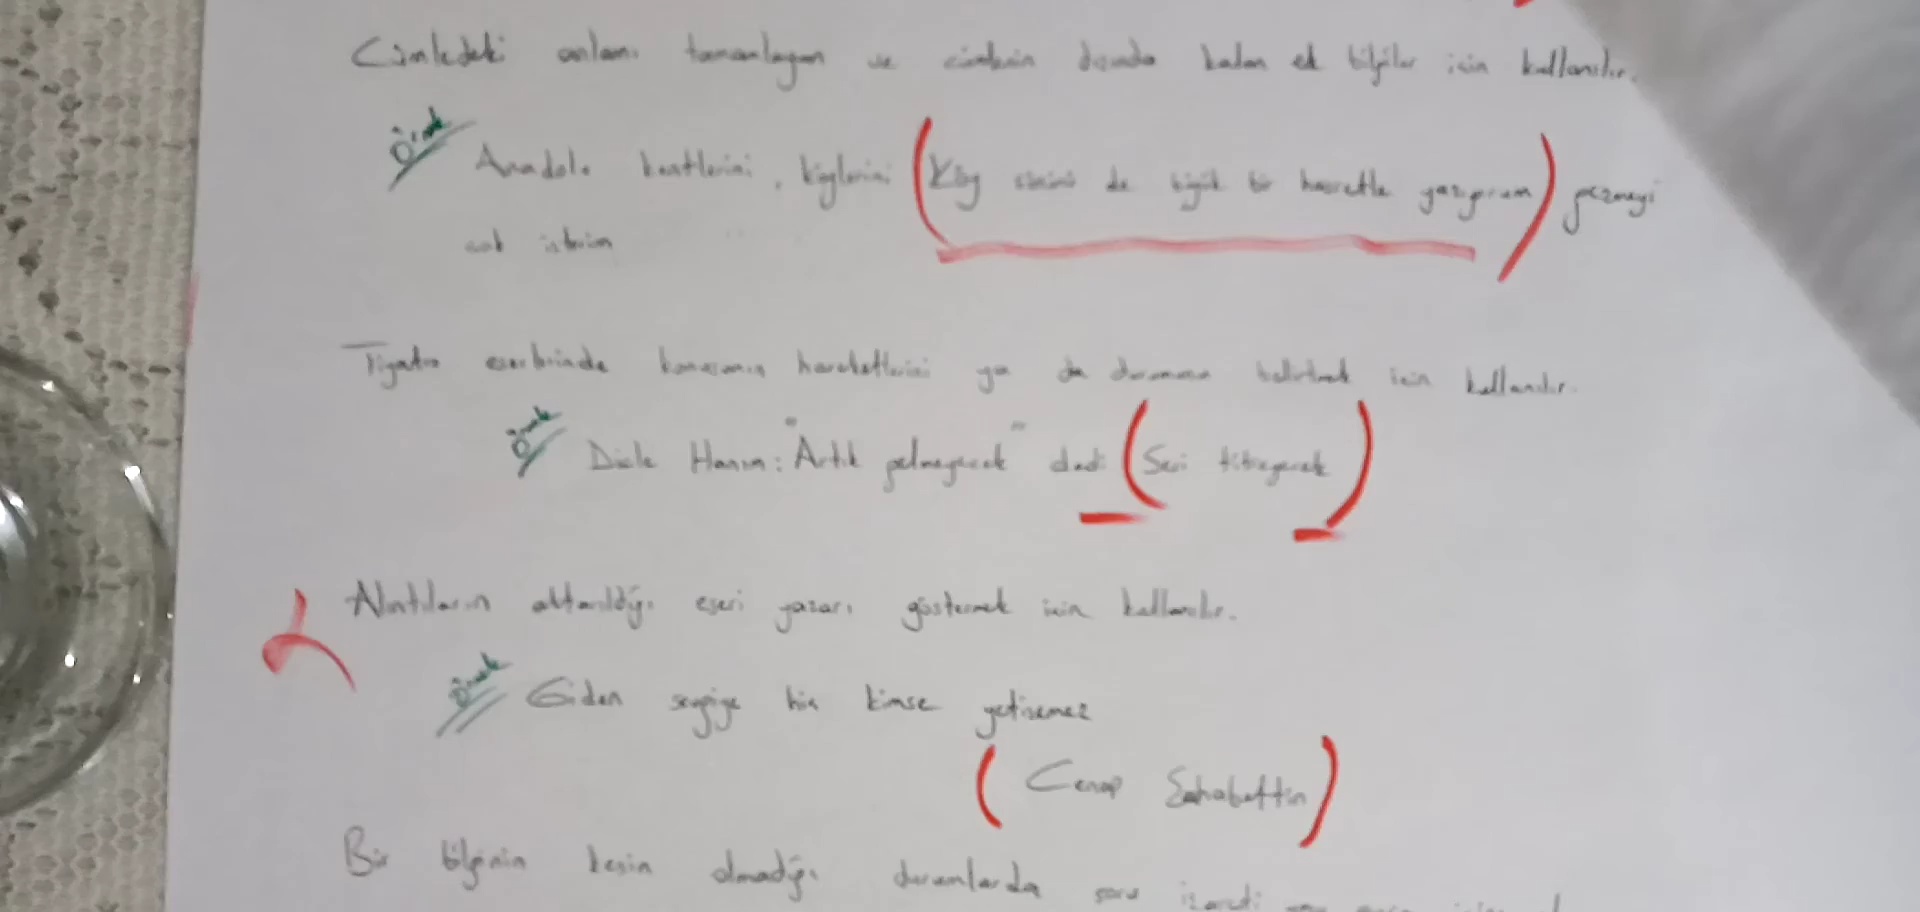 Cümledeki anlamı tamamlayan ve cümlenin dışında kalan ek bilgiler için kullanılır.
Örnek Anadolu kentlerini, köylerini (Köy sözünü de büyük bir hasretle yazıyorum) gezmeyi
çok isterim
Tiyatro eserlerinde konuşanın hareketlerini ya da durumunu belirtmek için kullanılır.
Örnek Dicle Hanım: "Artık gelmeyecek" dedi (Sesi titreyerek)
Alıntıların aktarıldığı eseri yazarı göstermek için kullanılır.
Örnek Giden sevgiye hiç kimse yetişemez
(Cenap Şahabettin)
Bir bilginin kesin olmadığı durumlarda soru işareti